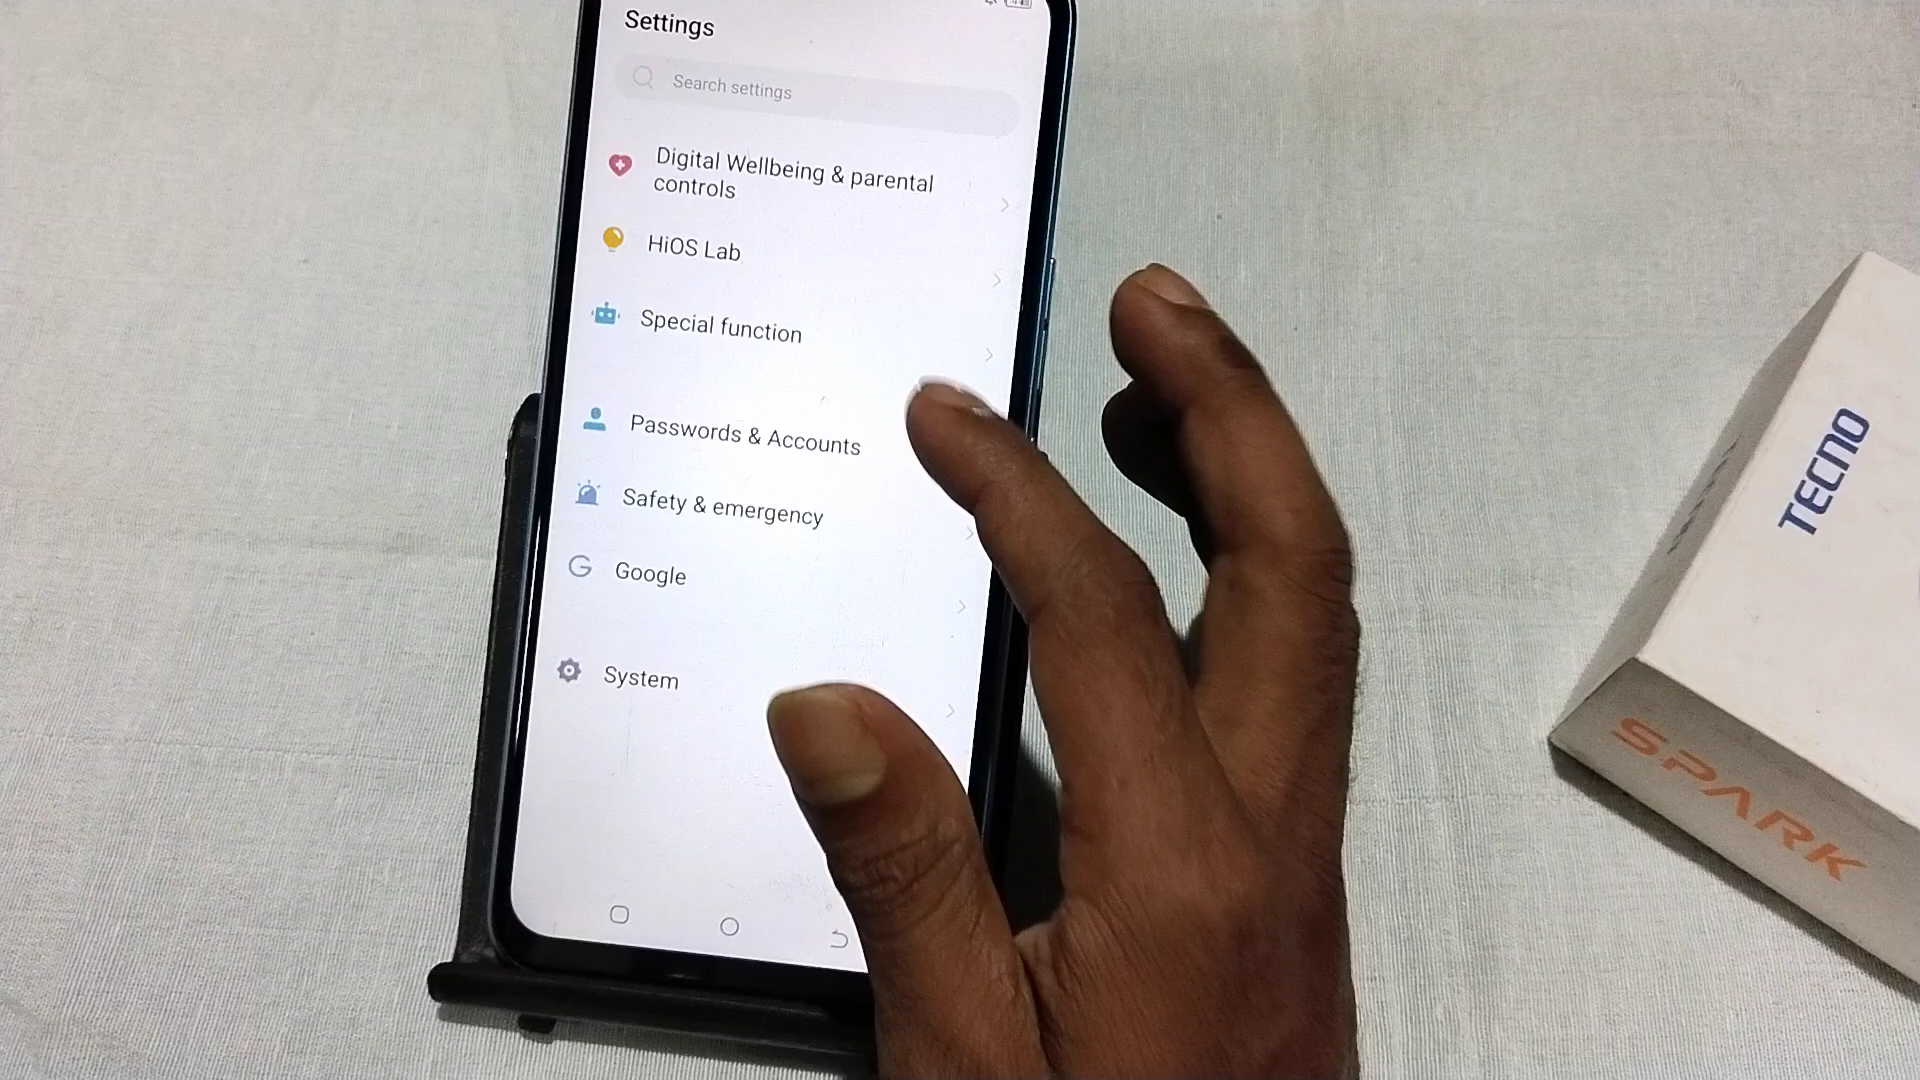 Settings
Search settings
Digital Wellbeing & parental
controls
HiOS Lab
Special function
Passwords & Accounts
Safety & emergency
Google
System
TECNO
SPARK